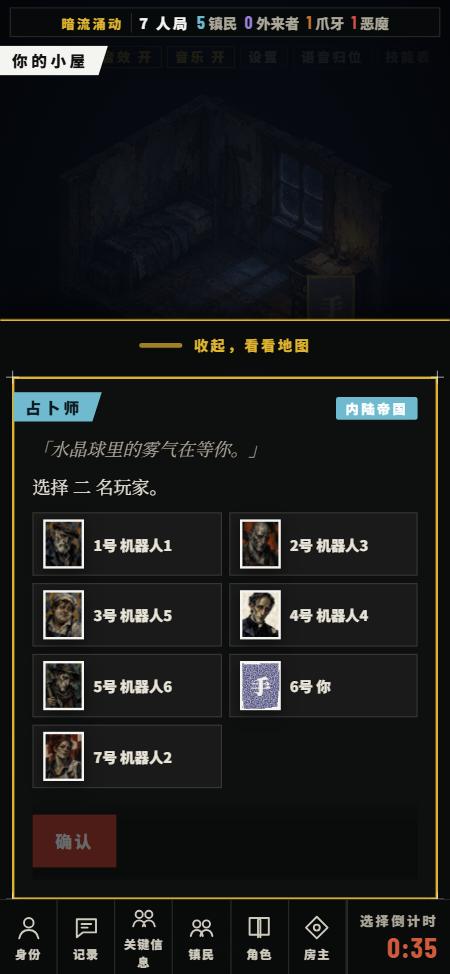 暗流涌动 7 人局 5 镇民 0 外来者 1 爪牙 1 恶魔
你的小屋
音效 开 音乐 开 设置 语音归位 技能表
手
收起，看看地图
占卜师 内陆帝国
「水晶球里的雾气在等你。」
选择 二 名玩家。
1号 机器人1 2号 机器人3
3号 机器人5 4号 机器人4
5号 机器人6 手 6号 你
7号 机器人2
确认
身份 记录 关键信息 镇民 角色 房主
选择倒计时
0:35